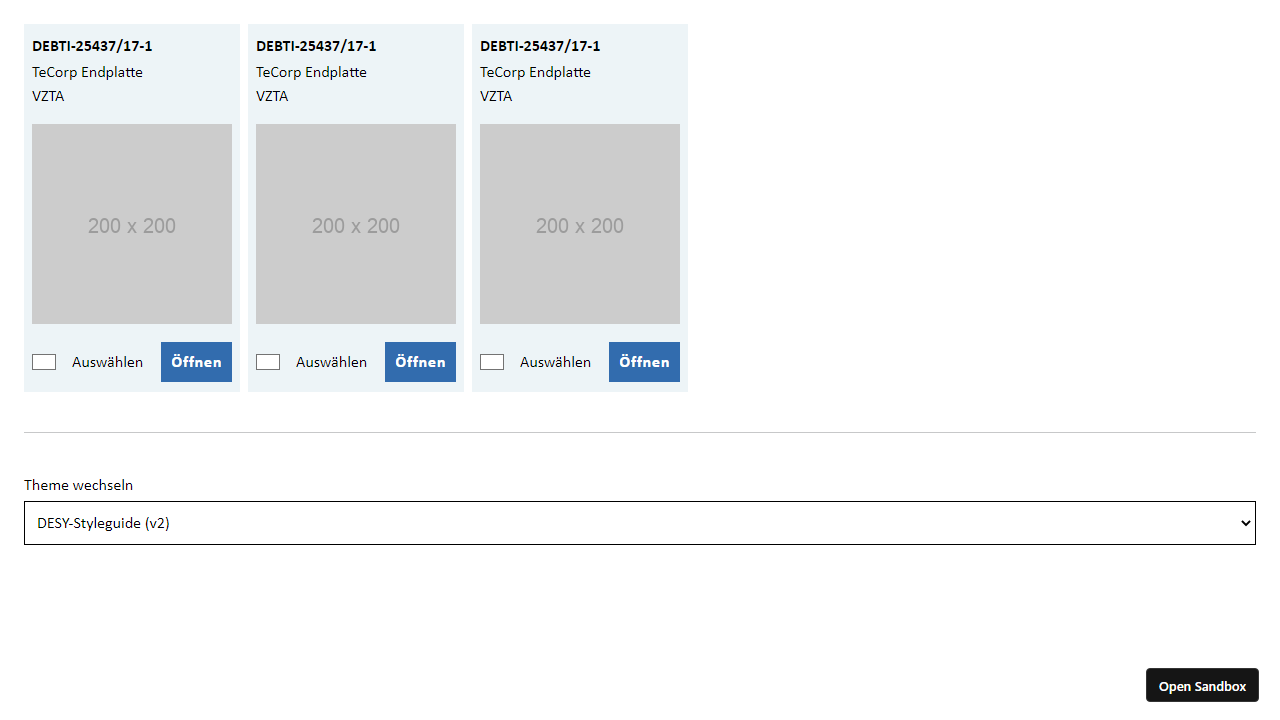 DEBTI-25437/17-1
TeCorp Endplatte
VZTA
200 x 200
Auswählen
Öffnen
DEBTI-25437/17-1
TeCorp Endplatte
VZTA
200 x 200
Auswählen
Öffnen
DEBTI-25437/17-1
TeCorp Endplatte
VZTA
200 x 200
Auswählen
Öffnen
Theme wechseln
DESY-Styleguide (v2)
Open Sandbox